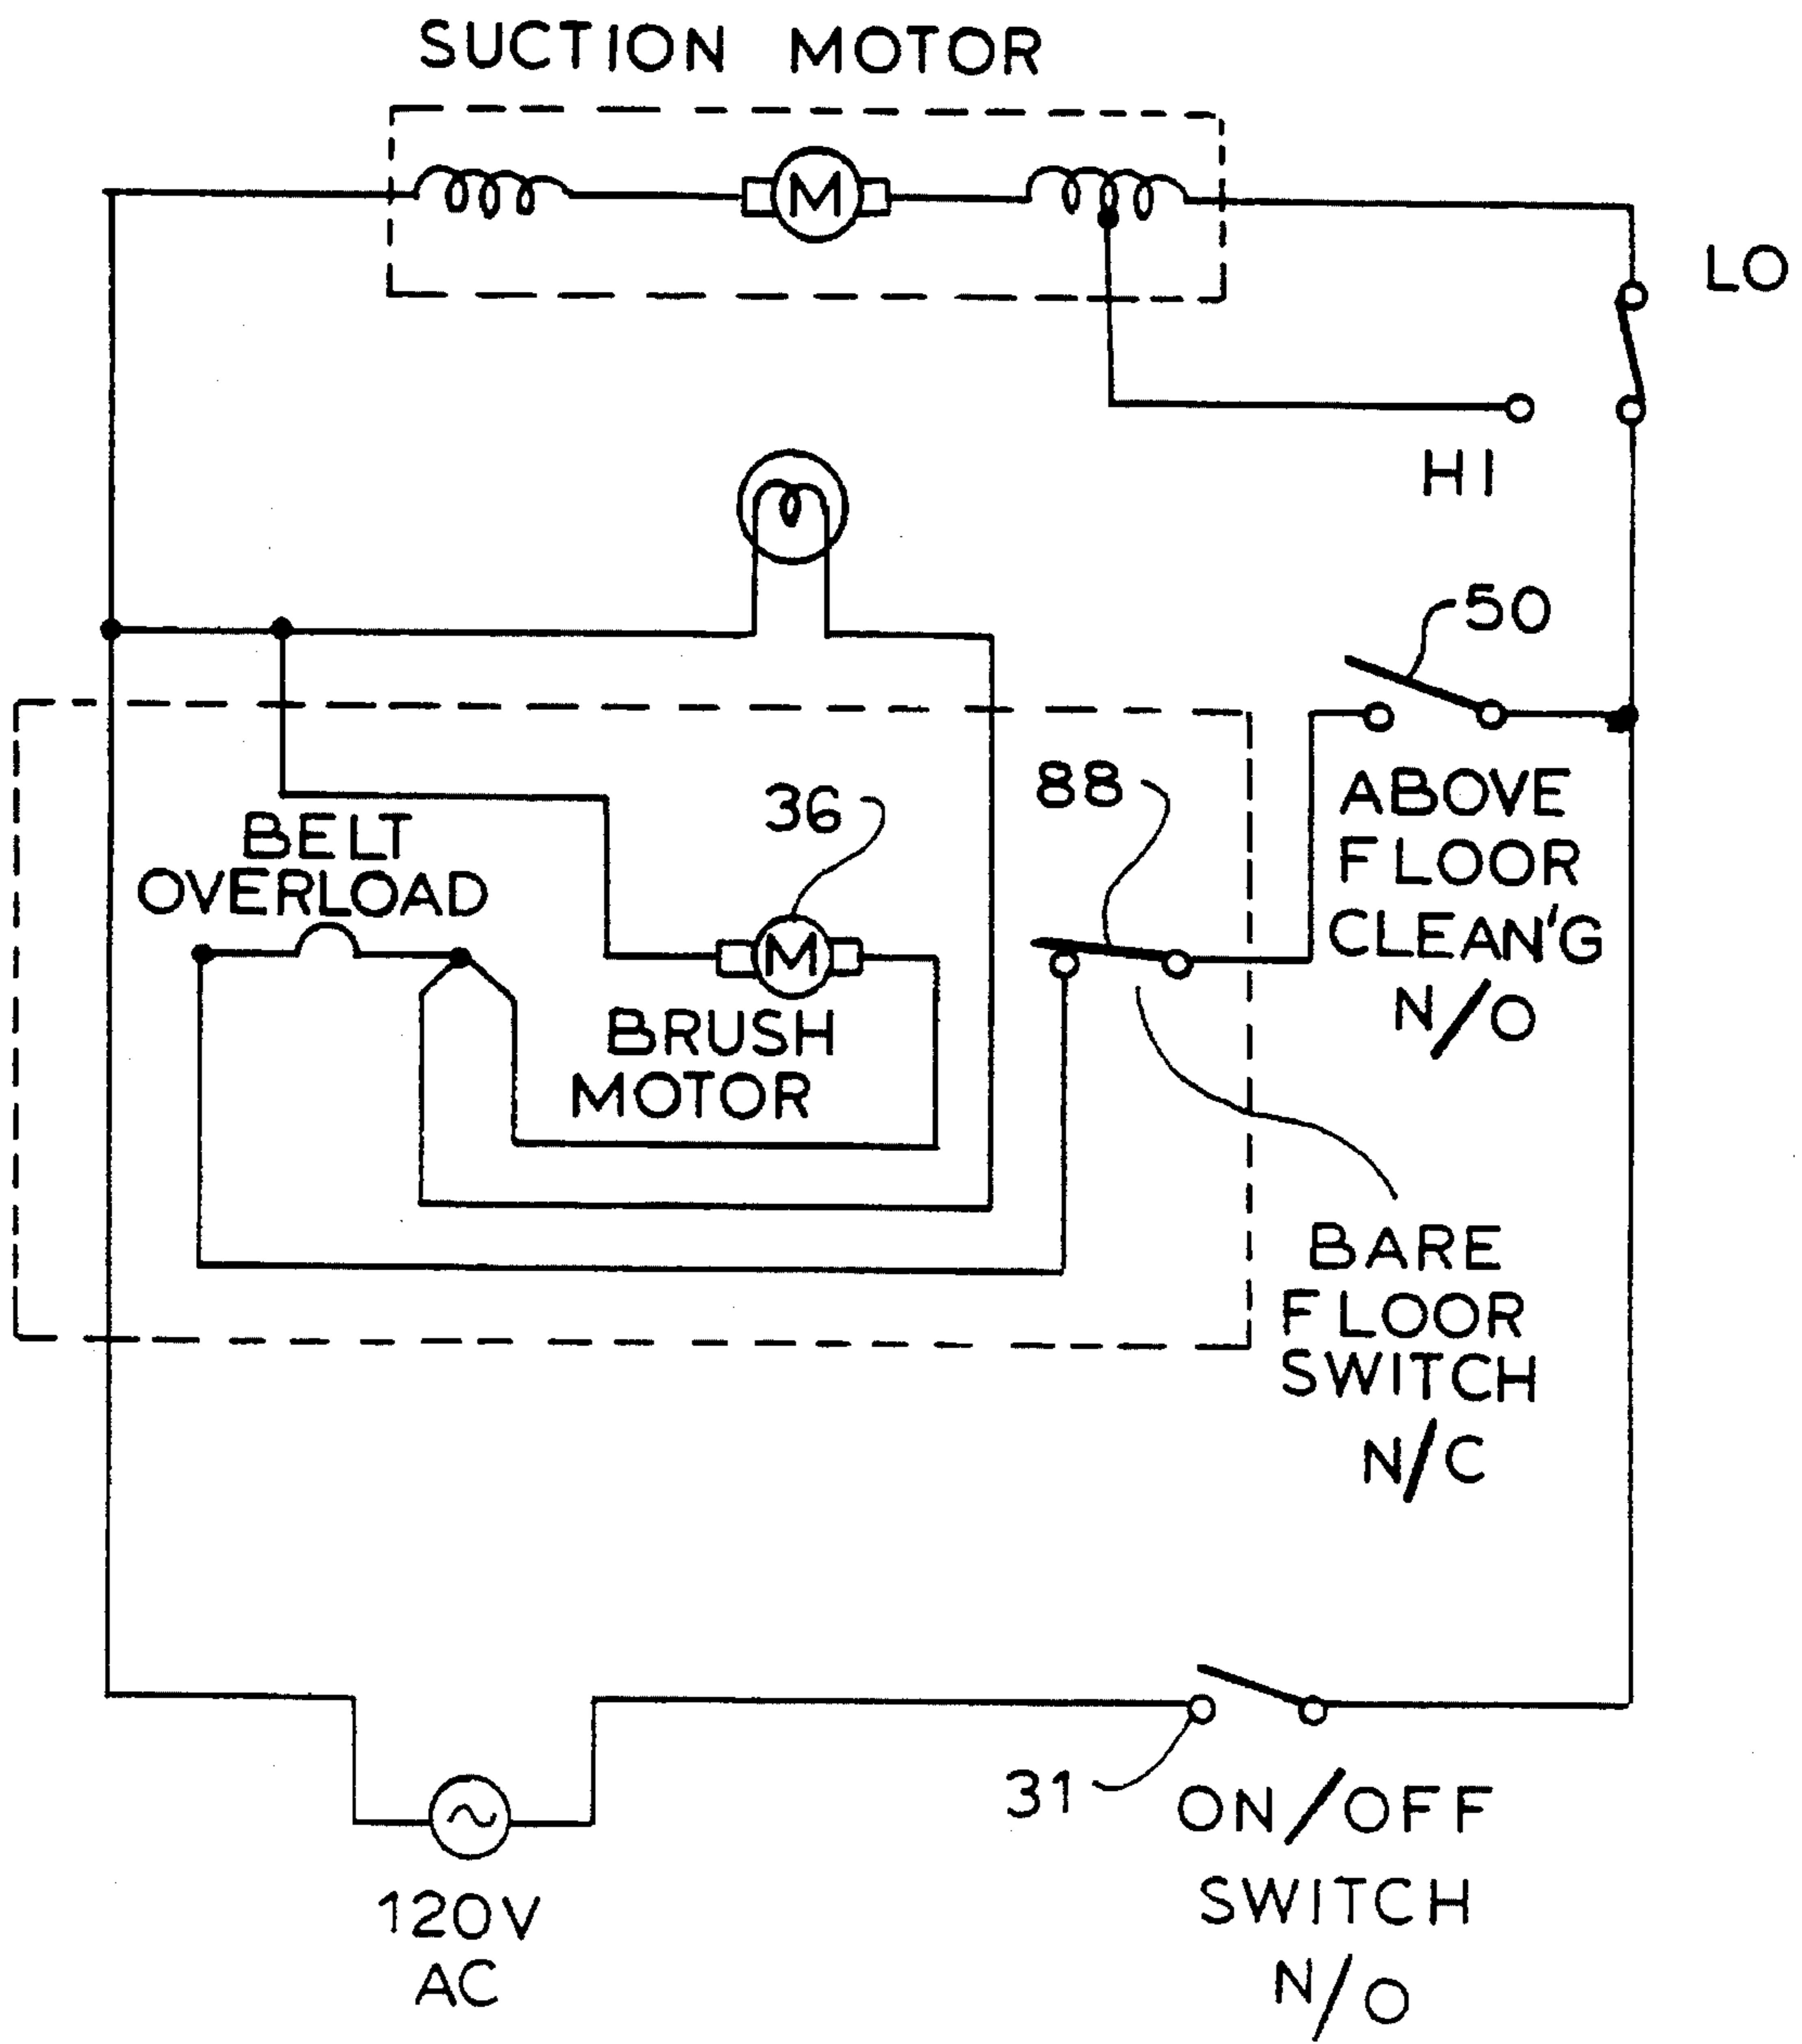 SUCTION MOTOR
M
LO
HI
50
ABOVE
FLOOR
CLEAN'G
N/O
88
36
BELT
OVERLOAD
M
BRUSH
MOTOR
BARE
FLOOR
SWITCH
N/C
31
ON/OFF
SWITCH
N/O
120V
AC